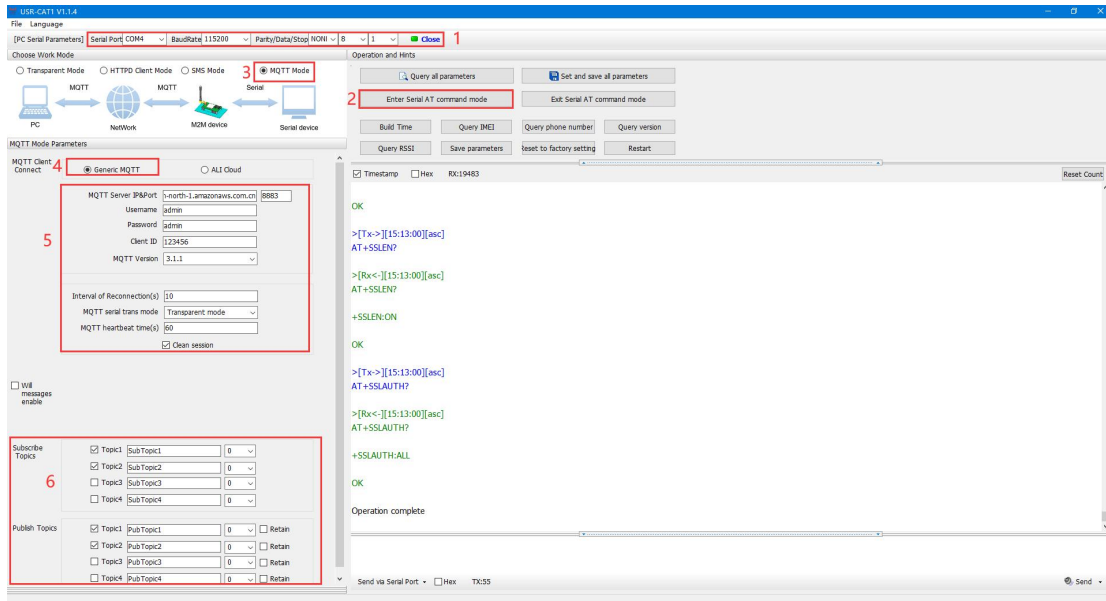 USR-CAT1 V1.1.4
File Language
[PC Serial Parameters] Serial Port COM4 BaudRate 115200 Parity/Data/Stop NONI 8 1 Close 1
Choose Work Mode
Transparent Mode HTTPD Client Mode SMS Mode 3 MQTT Mode
MQTT MQTT Serial
PC NetWork M2M device Serial device
MQTT Mode Parameters
MQTT Client Connect 4 Generic MQTT ALI Cloud
5
MQTT Server IP&Port n-north-1.amazonaws.com.cn 8883
Username admin
Password admin
Client ID 123456
MQTT Version 3.1.1
Interval of Reconnection(s) 10
MQTT serial trans mode Transparent mode
MQTT heartbeat time(s) 60
Clean session
Will
messages
enable
Subscribe
Topics
6
Topic1 SubTopic1 0
Topic2 SubTopic2 0
Topic3 SubTopic3 0
Topic4 SubTopic4 0
Publish Topics
Topic1 PubTopic1 0 Retain
Topic2 PubTopic2 0 Retain
Topic3 PubTopic3 0 Retain
Topic4 PubTopic4 0 Retain
Operation and Hints
Query all parameters Set and save all parameters
2 Enter Serial AT command mode Exit Serial AT command mode
Build Time Query IMEI Query phone number Query version
Query RSSI Save parameters Reset to factory setting Restart
Timestamp Hex RX:19483 Reset Count
OK
>[Tx->][15:13:00][asc]
AT+SSLEN?
>[Rx<-][15:13:00][asc]
AT+SSLEN?
+SSLEN:ON
OK
>[Tx->][15:13:00][asc]
AT+SSLAUTH?
>[Rx<-][15:13:00][asc]
AT+SSLAUTH?
+SSLAUTH:ALL
OK
Operation complete
Send via Serial Port Hex TX:55 Send